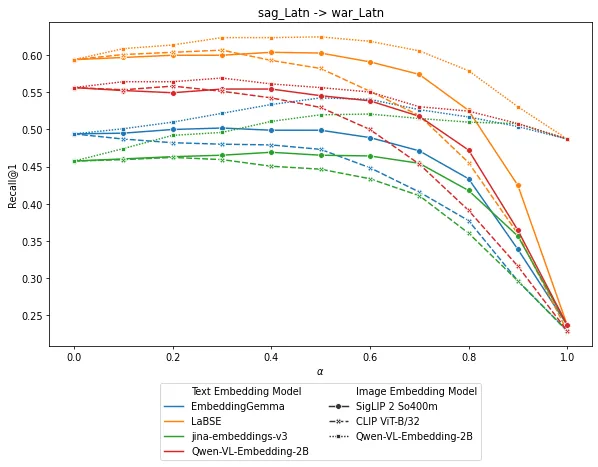 sag_Latn -> war_Latn
Recall@1
0.60
0.55
0.50
0.45
0.40
0.35
0.30
0.25
0.0
0.2
0.4
0.6
0.8
1.0
α
Text Embedding Model
EmbeddingGemma
LaBSE
jina-embeddings-v3
Qwen-VL-Embedding-2B
Image Embedding Model
SigLIP 2 So400m
CLIP ViT-B/32
Qwen-VL-Embedding-2B